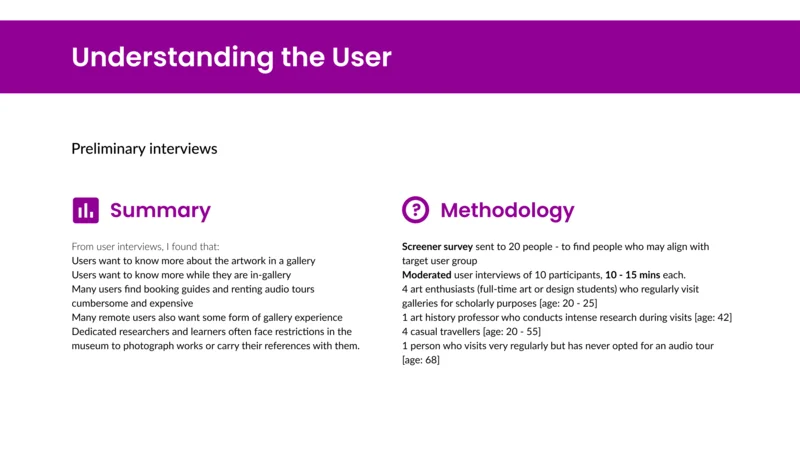 Understanding the User
Preliminary interviews
Summary
From user interviews, I found that:
Users want to know more about the artwork in a gallery
Users want to know more while they are in-gallery
Many users find booking guides and renting audio tours
cumbersome and expensive
Many remote users also want some form of gallery experience
Dedicated researchers and learners often face restrictions in the
museum to photograph works or carry their references with them.
Methodology
Screener survey sent to 20 people - to find people who may align with
target user group
Moderated user interviews of 10 participants, 10 - 15 mins each.
4 art enthusiasts (full-time art or design students) who regularly visit
galleries for scholarly purposes [age: 20 - 25]
1 art history professor who conducts intense research during visits [age: 42]
4 casual travellers [age: 20 - 55]
1 person who visits very regularly but has never opted for an audio tour
[age: 68]